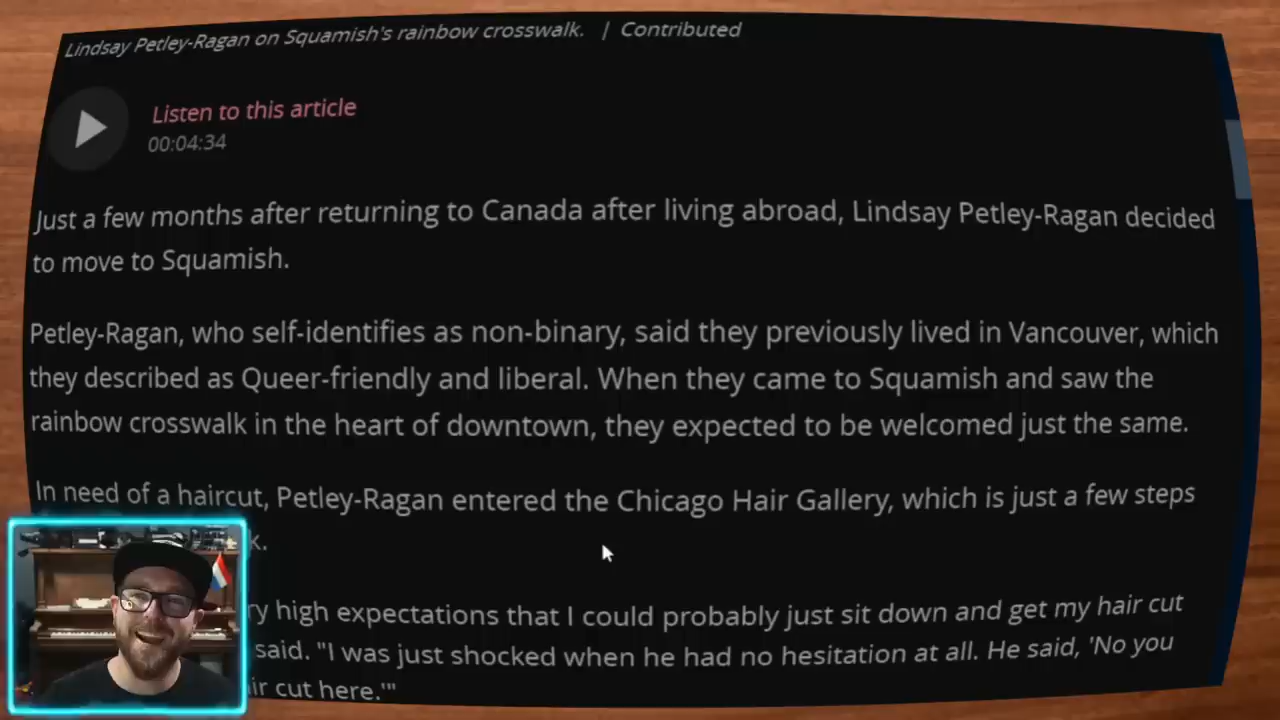 Lindsay Petley-Ragan on Squamish's rainbow crosswalk. | Contributed
Listen to this article
00:04:34
Just a few months after returning to Canada after living abroad, Lindsay Petley-Ragan decided
to move to Squamish.
Petley-Ragan, who self-identifies as non-binary, said they previously lived in Vancouver, which
they described as Queer-friendly and liberal. When they came to Squamish and saw the
rainbow crosswalk in the heart of downtown, they expected to be welcomed just the same.
In need of a haircut, Petley-Ragan entered the Chicago Hair Gallery, which is just a few steps
high expectations that I could probably just sit down and get my hair cut
said. "I was just shocked when he had no hesitation at all. He said, 'No you
cut here.'"